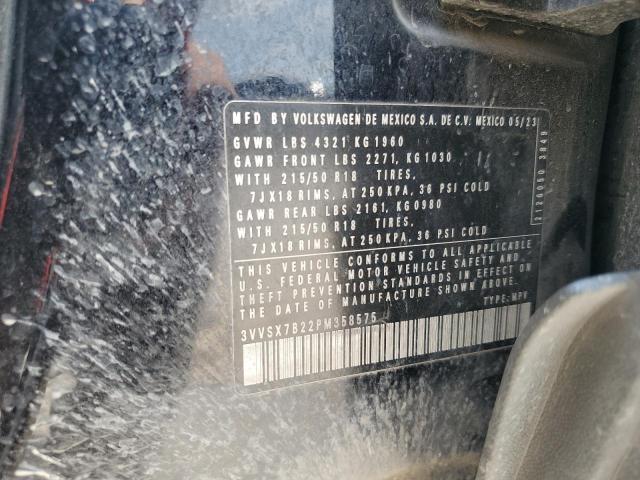 MFD BY VOLKSWAGEN DE MEXICO S.A. DE C.V. MEXICO 05/23
GVWR LBS 4321 KG 1960
GAWR FRONT LBS 2271, KG 1030
WITH 215/50 R18 TIRES,
7JX18 RIMS, AT 250 KPA, 36 PSI COLD
GAWR REAR LBS 2161, KG 0980
WITH 215/50 R18 TIRES,
7JX18 RIMS, AT 250 KPA, 36 PSI COLD
THIS VEHICLE CONFORMS TO ALL APPLICABLE
U.S. FEDERAL MOTOR VEHICLE SAFETY AND
THEFT PREVENTION STANDARDS IN EFFECT ON
THE DATE OF MANUFACTURE SHOWN ABOVE.
3VVSX7B22PM358575 TYPE: MPV
2126050 3849